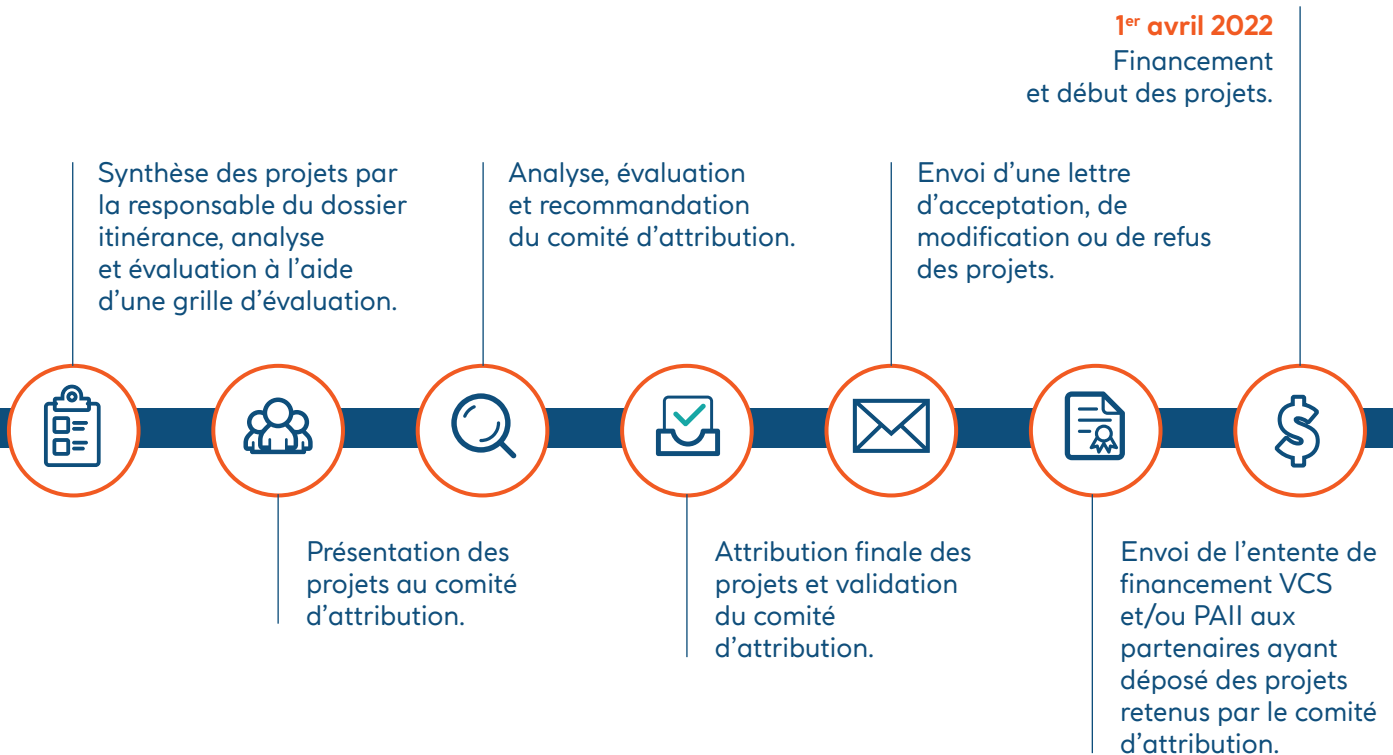 1er avril 2022
Financement
et début des projets.
Synthèse des projets par
la responsable du dossier
itinérance, analyse
et évaluation à l’aide
d’une grille d’évaluation.
Analyse, évaluation
et recommandation
du comité d’attribution.
Envoi d’une lettre
d’acceptation, de
modification ou de refus
des projets.
Présentation des
projets au comité
d’attribution.
Attribution finale des
projets et validation
du comité
d’attribution.
Envoi de l’entente de
financement VCS
et/ou PAII aux
partenaires ayant
déposé des projets
retenus par le comité
d’attribution.